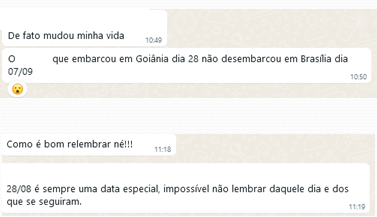 De fato mudou minha vida
10:49
O que embarcou em Goiânia dia 28 não desembarcou em Brasília dia
07/09
10:50
Como é bom relembrar né!!!
11:18
28/08 é sempre uma data especial, impossível não lembrar daquele dia e dos
que se seguiram.
11:19